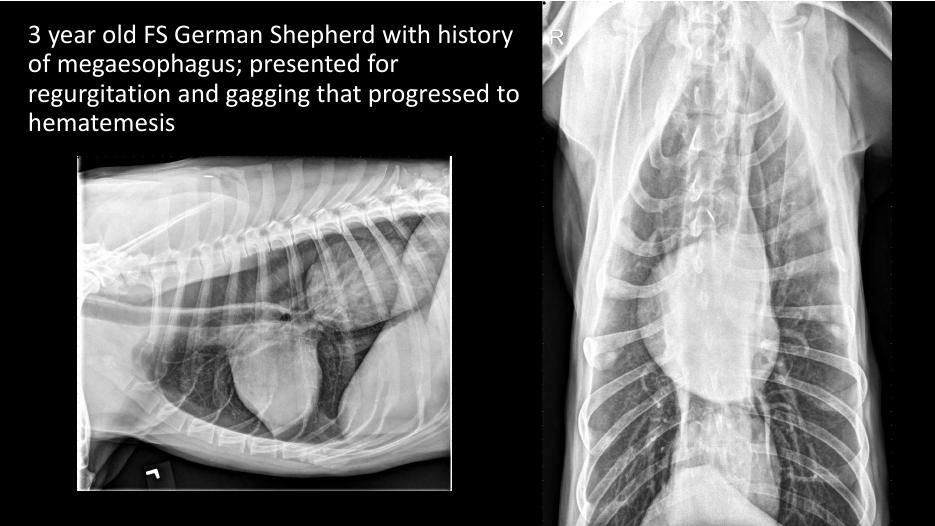 3 year old FS German Shepherd with history
of megaesophagus; presented for
regurgitation and gagging that progressed to
hematemesis
R